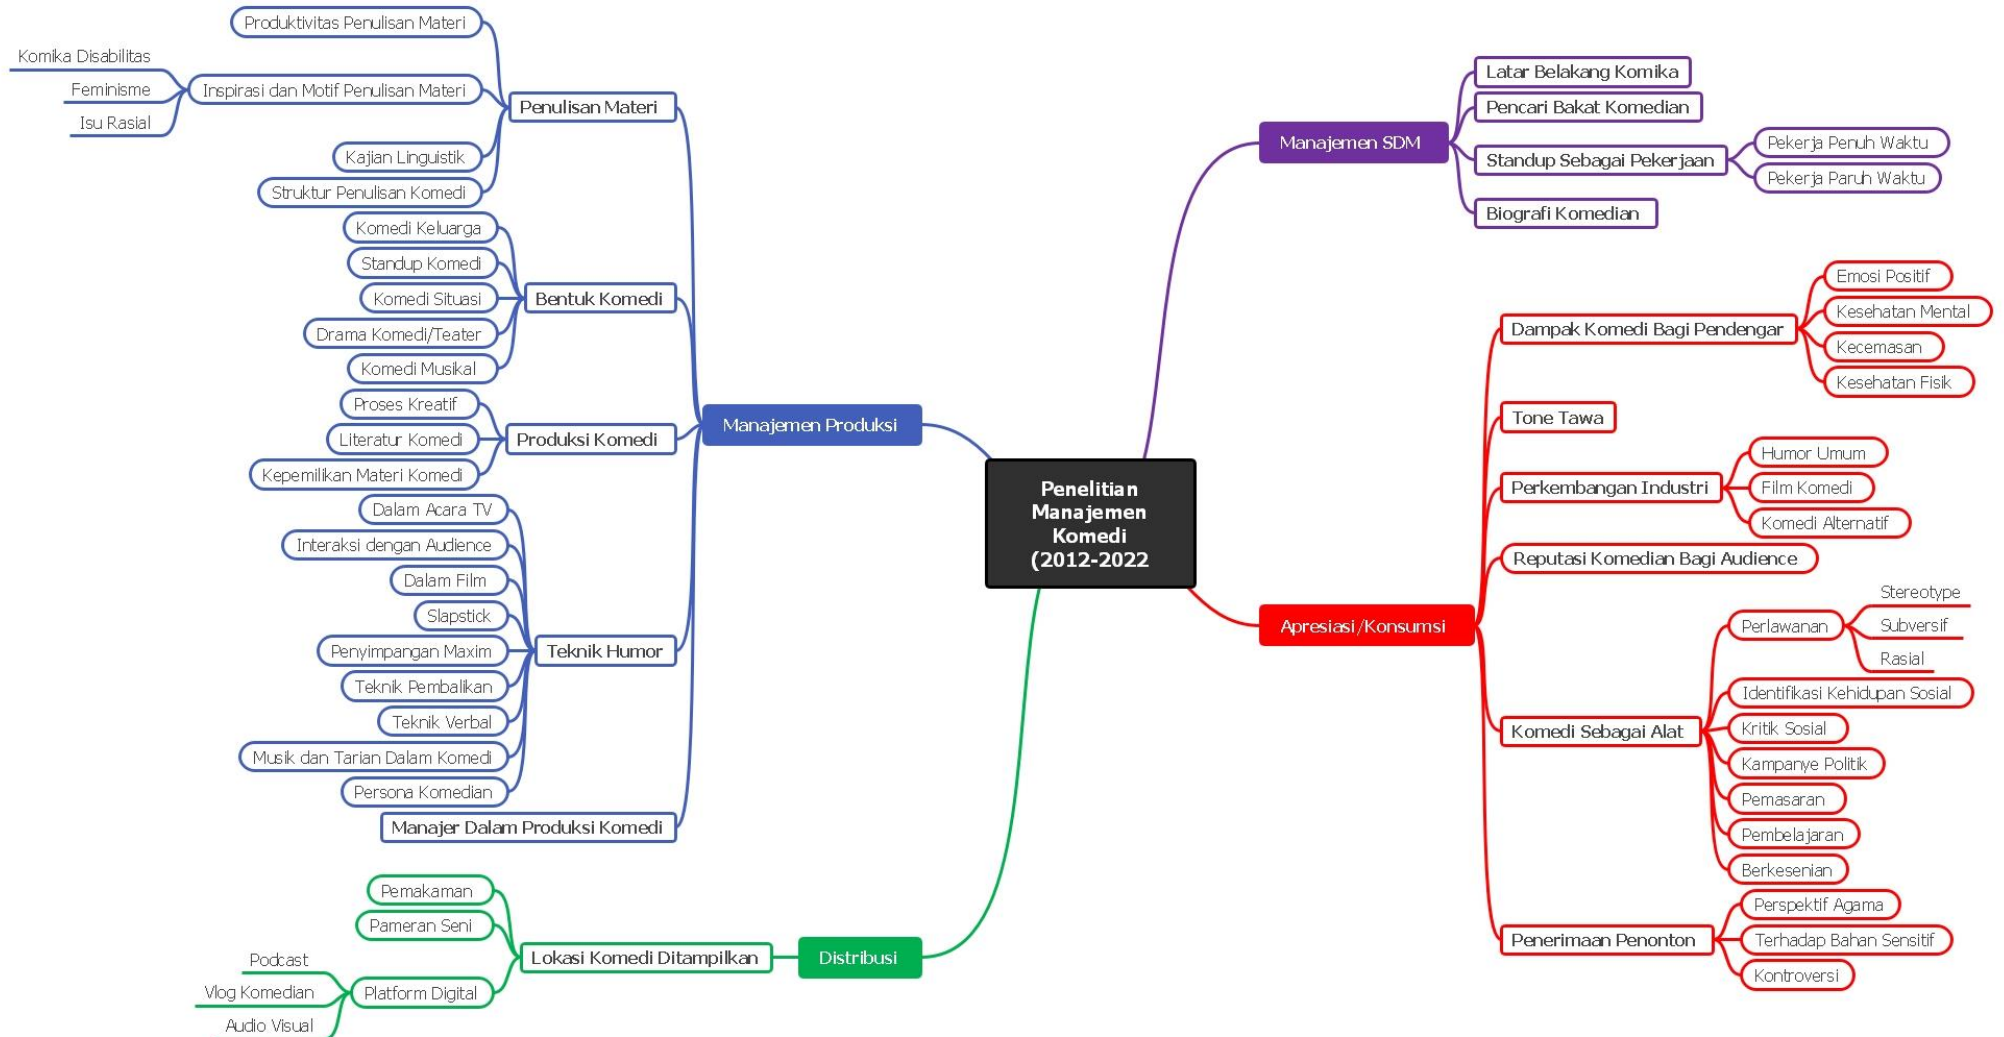 Penelitian
Manajemen
Komedi
(2012-2022
Manajemen Produksi
Penulisan Materi
Produktivitas Penulisan Materi
Inspirasi dan Motif Penulisan Materi
Komika Disabilitas
Feminisme
Isu Rasial
Kajian Linguistik
Struktur Penulisan Komedi
Bentuk Komedi
Komedi Keluarga
Standup Komedi
Komedi Situasi
Drama Komedi/Teater
Komedi Musikal
Produksi Komedi
Proses Kreatif
Literatur Komedi
Kepemilikan Materi Komedi
Teknik Humor
Dalam Acara TV
Interaksi dengan Audience
Dalam Film
Slapstick
Penyimpangan Maxim
Teknik Pembalikan
Teknik Verbal
Musik dan Tarian Dalam Komedi
Persona Komedian
Manajer Dalam Produksi Komedi
Distribusi
Lokasi Komedi Ditampilkan
Pemakaman
Pameran Seni
Platform Digital
Podcast
Vlog Komedian
Audio Visual
Manajemen SDM
Latar Belakang Komika
Pencari Bakat Komedian
Standup Sebagai Pekerjaan
Pekerja Penuh Waktu
Pekerja Paruh Waktu
Biografi Komedian
Apresiasi/Konsumsi
Dampak Komedi Bagi Pendengar
Emosi Positif
Kesehatan Mental
Kecemasan
Kesehatan Fisik
Tone Tawa
Perkembangan Industri
Humor Umum
Film Komedi
Komedi Alternatif
Reputasi Komedian Bagi Audience
Komedi Sebagai Alat
Perlawanan
Stereotype
Subversif
Rasial
Identifikasi Kehidupan Sosial
Kritik Sosial
Kampanye Politik
Pemasaran
Pembelajaran
Berkesenian
Penerimaan Penonton
Perspektif Agama
Terhadap Bahan Sensitif
Kontroversi